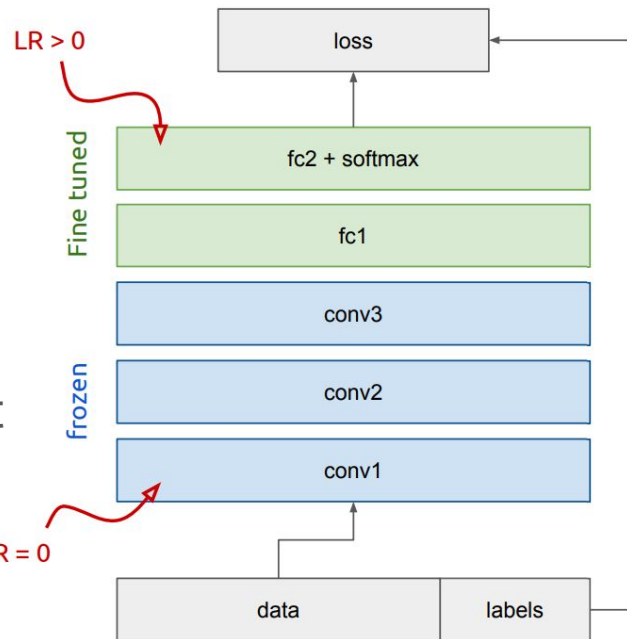 LR > 0
loss
Fine tuned
fc2 + softmax
fc1
conv3
frozen
conv2
conv1
R = 0
data
labels